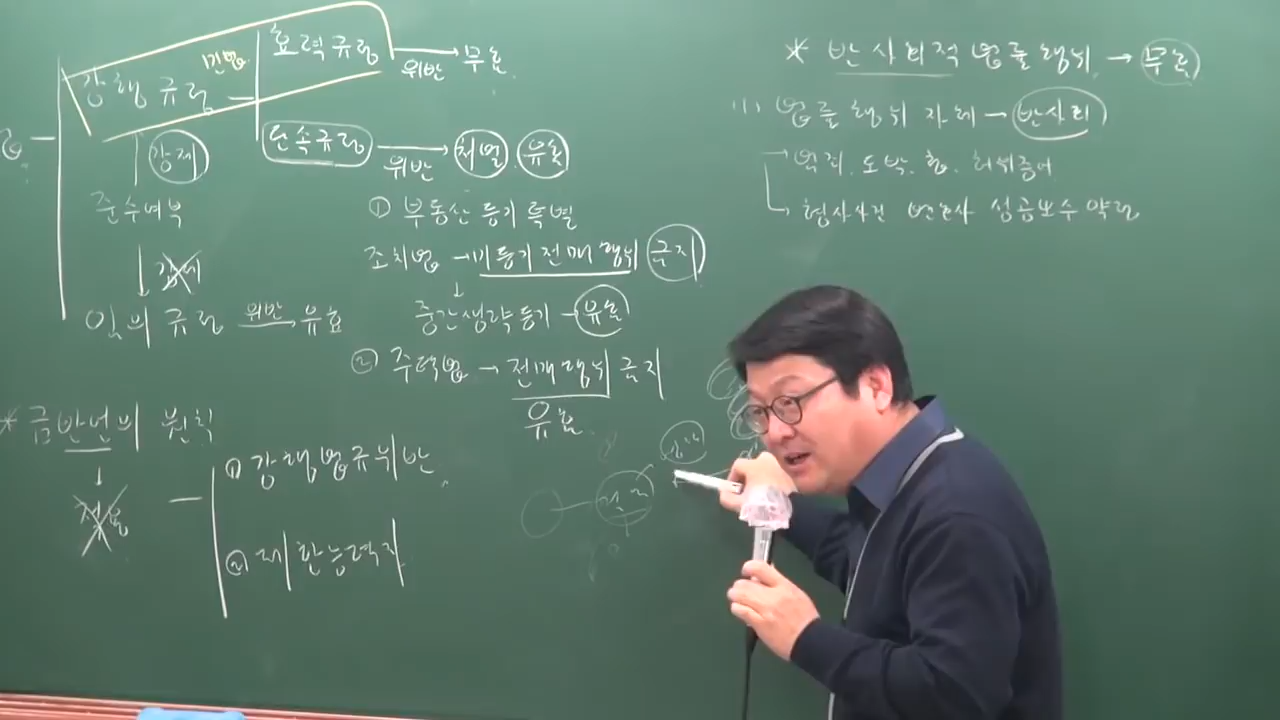 강행규정 민법
효력규정 위반 → 무효
강제
단속규정 위반 → 처벌, 유효
준수여부
강제
임의규정 위반 → 유효
① 부동산 등기 특별
조치법 → 미등기 전매 행위 금지
↓
중간생략등기 → 유효
② 주택법 → 전매행위 금지
유효
* 금반언의 원칙
↓
적용
① 강행법규위반
② 제한능력자
* 반사회적 법률행위 → 무효
(1) 법률행위 자체 → 반사회
→ 도박, 허위증언
→ 형사사건 변호사 성공보수약정